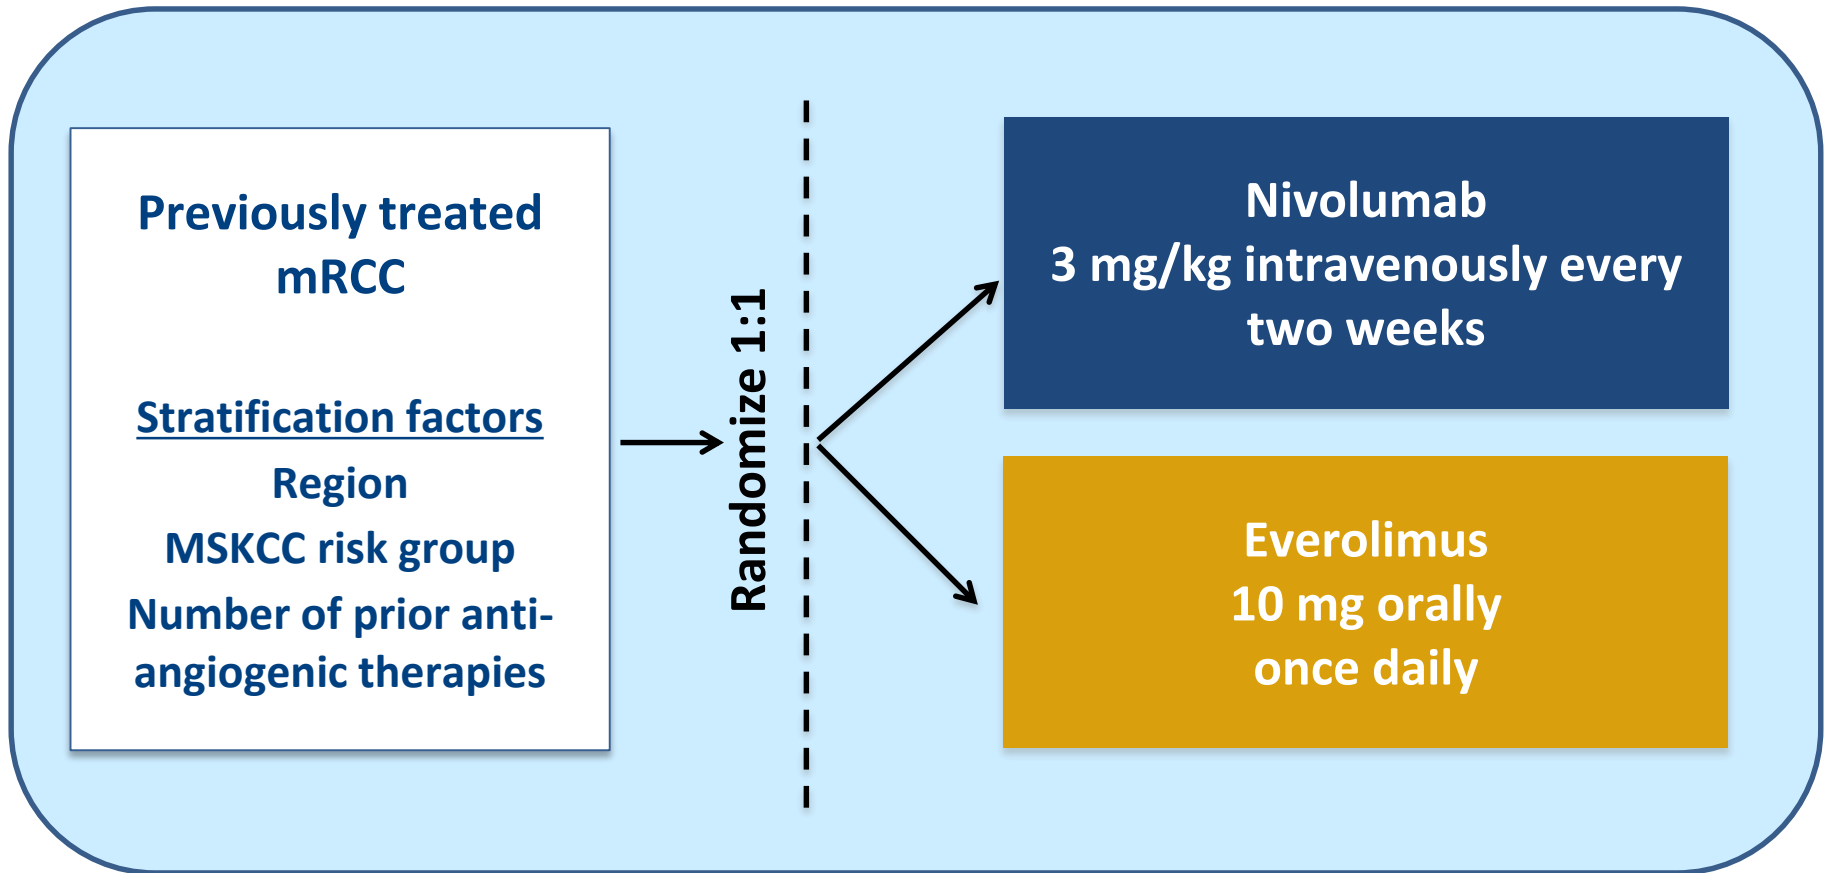 Previously treated
mRCC
Stratification factors
Region
MSKCC risk group
Number of prior anti-
angiogenic therapies
Randomize 1:1
Nivolumab
3 mg/kg intravenously every
two weeks
Everolimus
10 mg orally
once daily